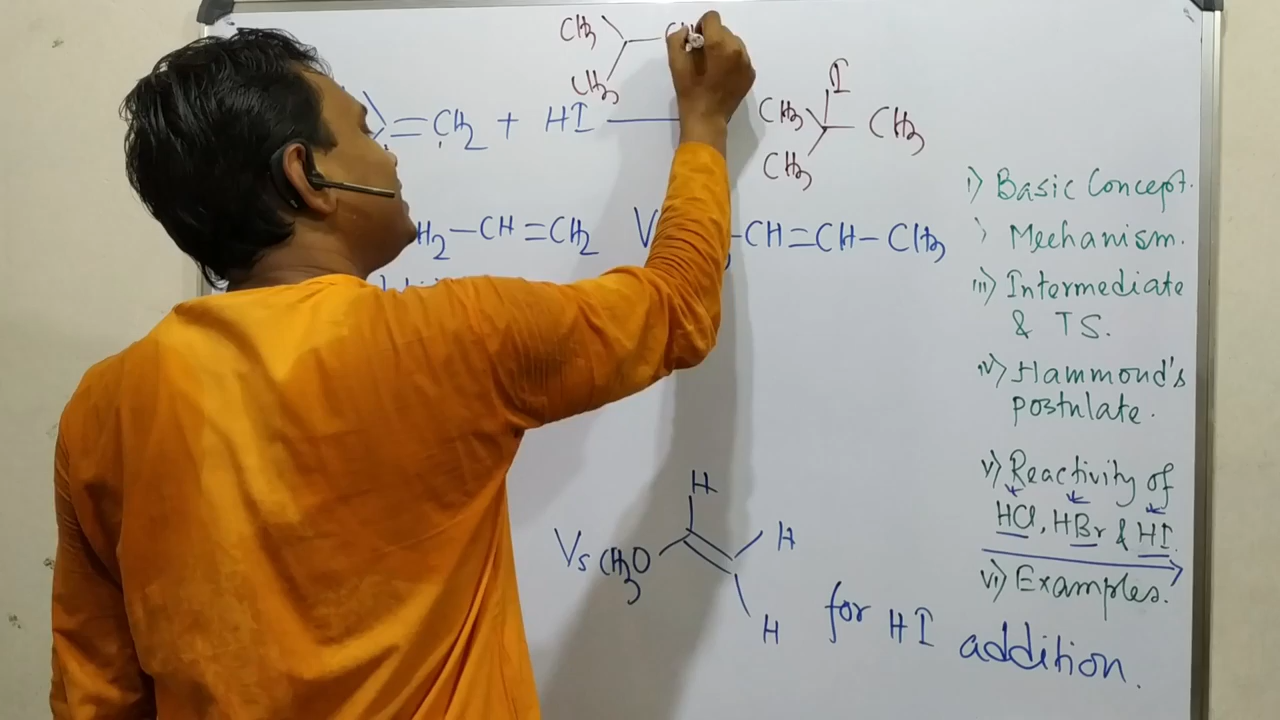 CH3
CH3
I
CH3 CH3
CH3
=CH2 + HI
H2—CH=CH2 V —CH=CH—CH3
H
H
Vs CH3O
H
for HI addition.
i) Basic Concept.
) Mechanism.
iii) Intermediate
& TS.
iv) Hammond's
postulate.
v) Reactivity of
HCl, HBr & HI.
vi) Examples.